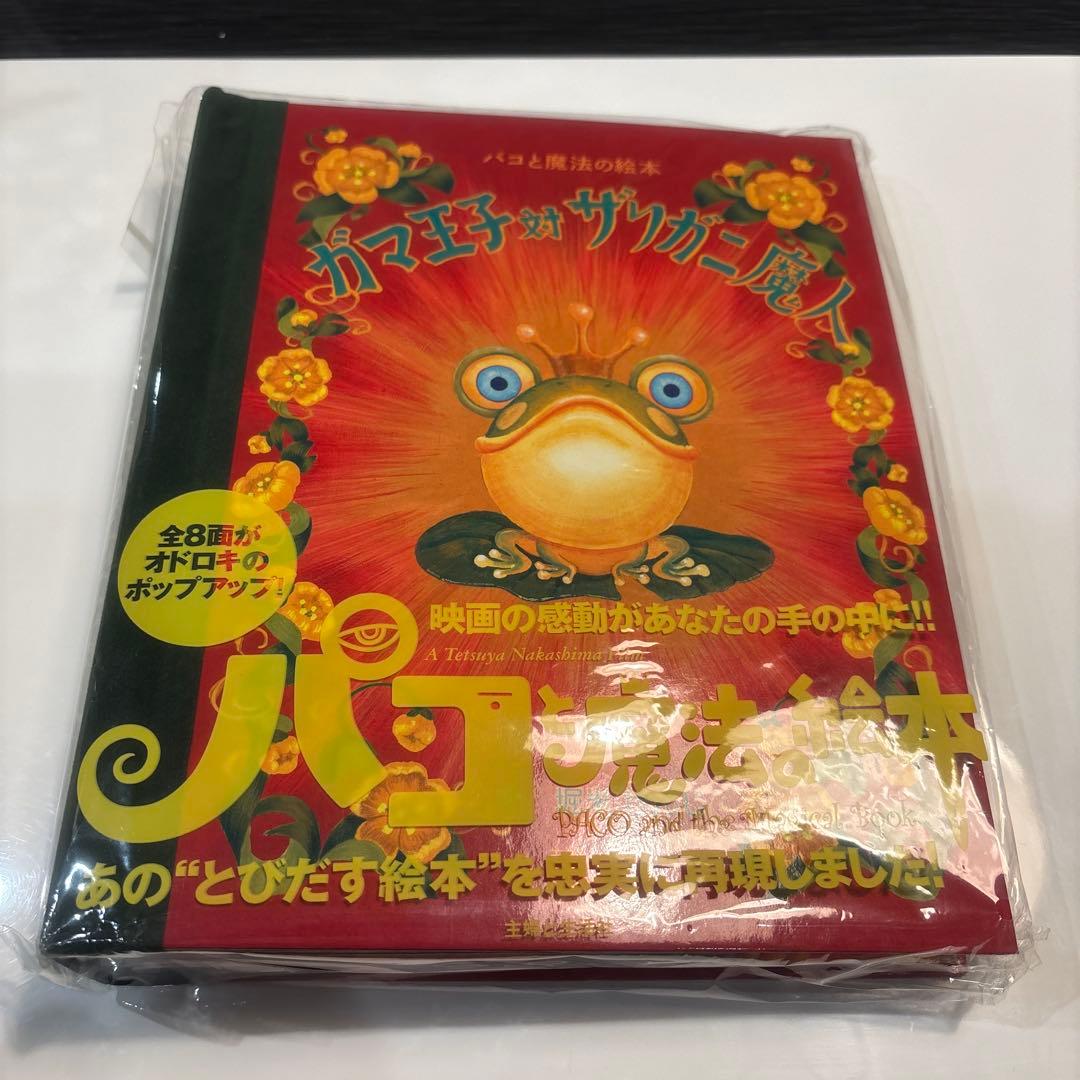 パコと魔法の絵本
ガマ王子対ザリガニ魔人
全8面が
オドロキの
ポップアップ!
映画の感動があなたの手の中に!!
A Tetsuya Nakashima Film
パコと魔法の絵本
PACO and the Magical Book
あの“とびだす絵本”を忠実に再現しました!
主婦と生活社